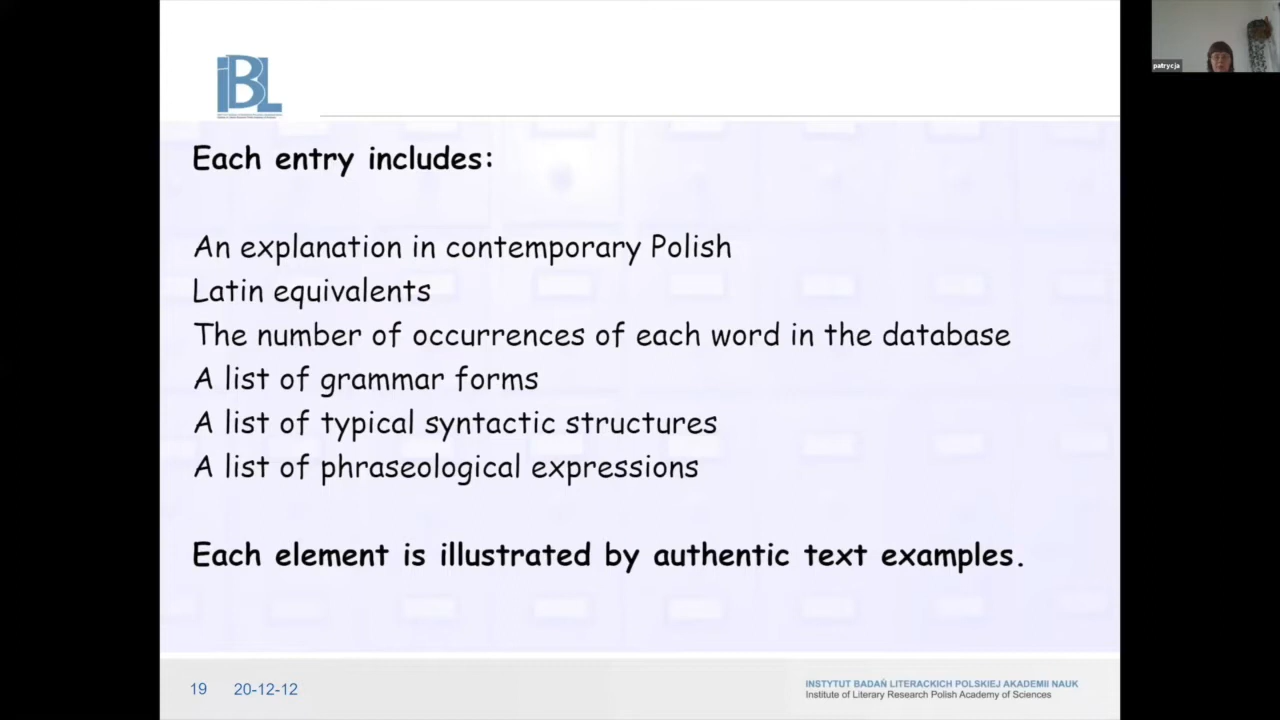 patrycja
IBL
Each entry includes:
An explanation in contemporary Polish
Latin equivalents
The number of occurrences of each word in the database
A list of grammar forms
A list of typical syntactic structures
A list of phraseological expressions
Each element is illustrated by authentic text examples.
19 20-12-12
INSTYTUT BADAŃ LITERACKICH POLSKIEJ AKADEMII NAUK
Institute of Literary Research Polish Academy of Sciences